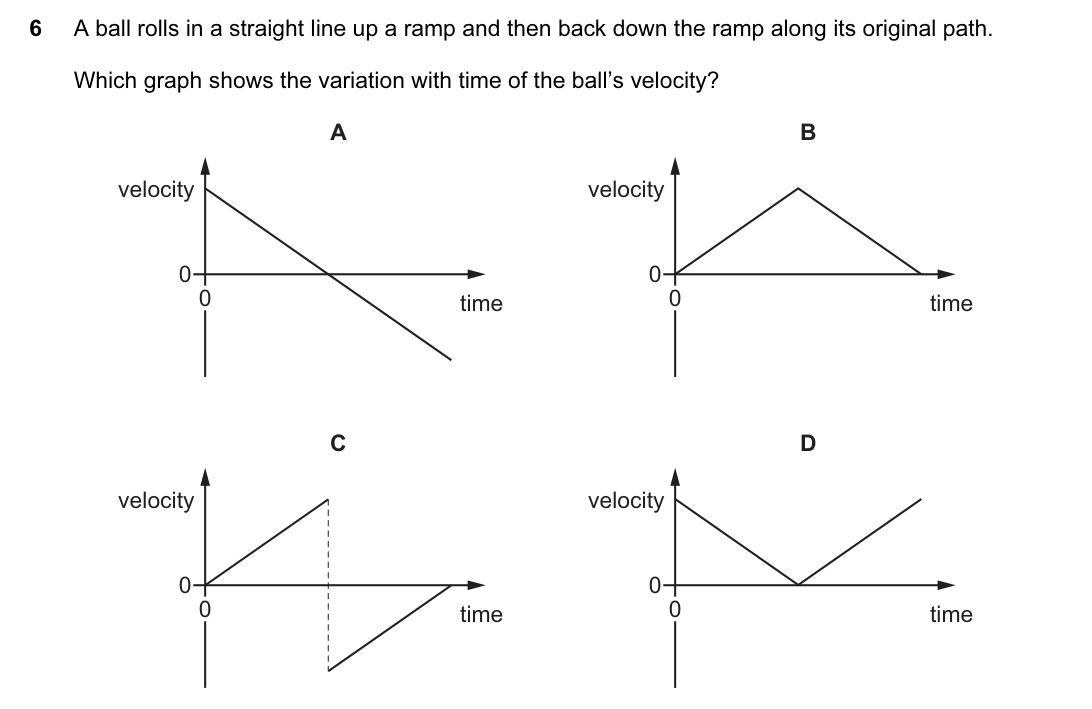 6 A ball rolls in a straight line up a ramp and then back down the ramp along its original path.
Which graph shows the variation with time of the ball’s velocity?
A
velocity
0
0
time
B
velocity
0
0
time
C
velocity
0
0
time
D
velocity
0
0
time